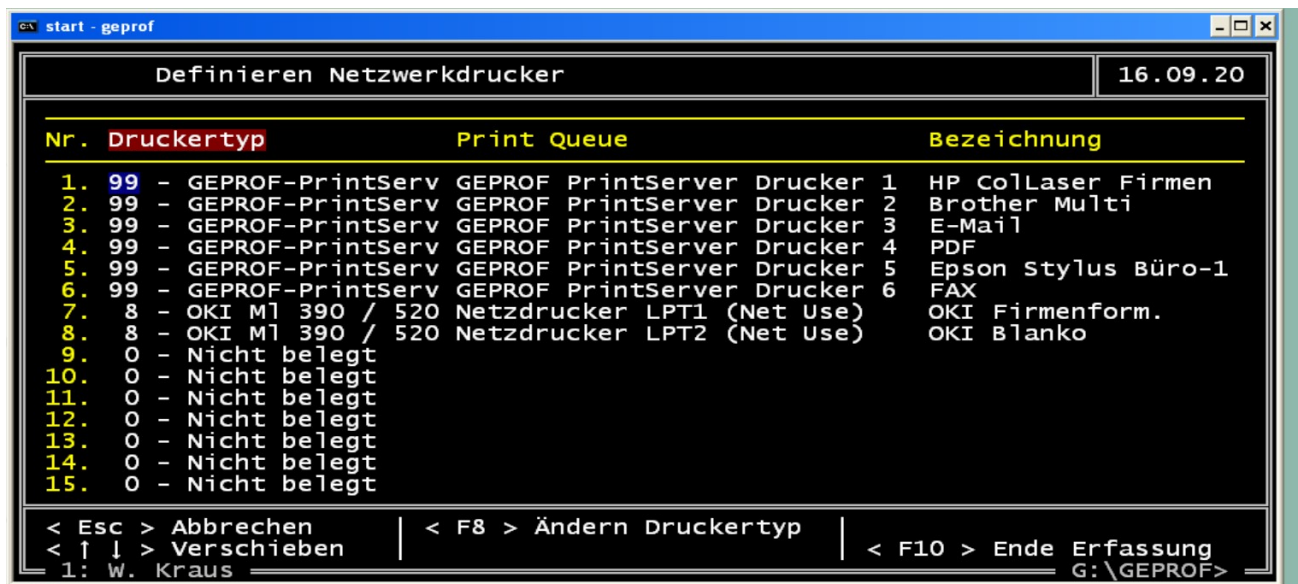 start - geprof
Definieren Netzwerkdrucker 16.09.20
Nr. Druckertyp Print Queue Bezeichnung
1. 99 - GEPROF-PrintServ GEPROF PrintServer Drucker 1 HP ColLaser Firmen
2. 99 - GEPROF-PrintServ GEPROF PrintServer Drucker 2 Brother Multi
3. 99 - GEPROF-PrintServ GEPROF PrintServer Drucker 3 E-Mail
4. 99 - GEPROF-PrintServ GEPROF PrintServer Drucker 4 PDF
5. 99 - GEPROF-PrintServ GEPROF PrintServer Drucker 5 Epson Stylus Büro-1
6. 99 - GEPROF-PrintServ GEPROF PrintServer Drucker 6 FAX
7. 8 - OKI Ml 390 / 520 Netzdrucker LPT1 (Net Use) OKI Firmenform.
8. 8 - OKI Ml 390 / 520 Netzdrucker LPT2 (Net Use) OKI Blanko
9. 0 - Nicht belegt
10. 0 - Nicht belegt
11. 0 - Nicht belegt
12. 0 - Nicht belegt
13. 0 - Nicht belegt
14. 0 - Nicht belegt
15. 0 - Nicht belegt
< Esc > Abbrechen < F8 > Ändern Druckertyp
< ↑ ↓ > Verschieben < F10 > Ende Erfassung
1: W. Kraus G:\GEPROF>